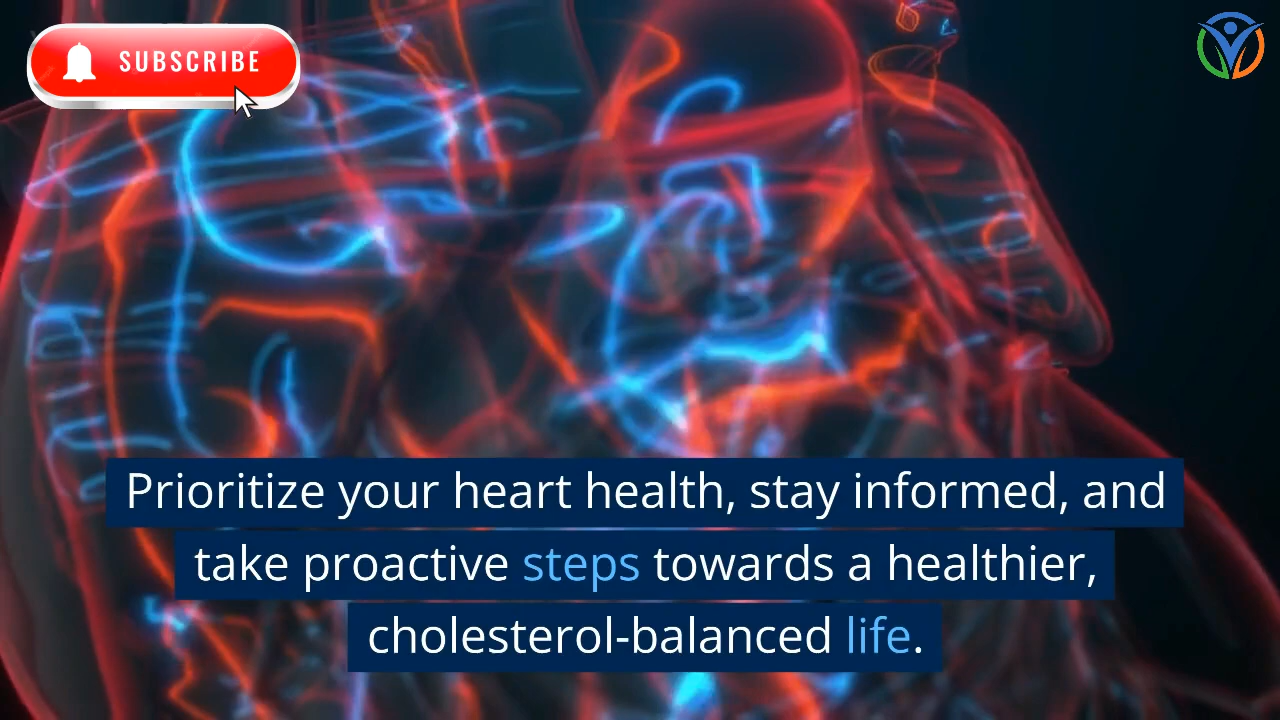 SUBSCRIBE
Prioritize your heart health, stay informed, and
take proactive steps towards a healthier,
cholesterol-balanced life.